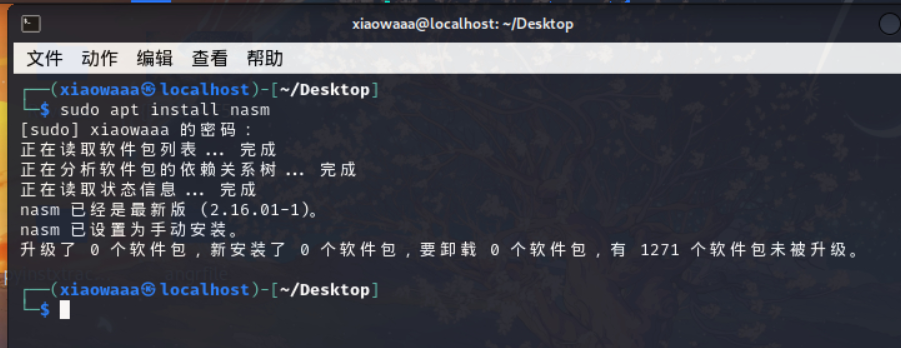 xiaowaaa@localhost: ~/Desktop
文件 动作 编辑 查看 帮助
┌──(xiaowaaa㉿localhost)-[~/Desktop]
└─$ sudo apt install nasm
[sudo] xiaowaaa 的密码：
正在读取软件包列表... 完成
正在分析软件包的依赖关系树... 完成
正在读取状态信息... 完成
nasm 已经是最新版 (2.16.01-1)。
nasm 已设置为手动安装。
升级了 0 个软件包，新安装了 0 个软件包，要卸载 0 个软件包，有 1271 个软件包未被升级。
┌──(xiaowaaa㉿localhost)-[~/Desktop]
└─$